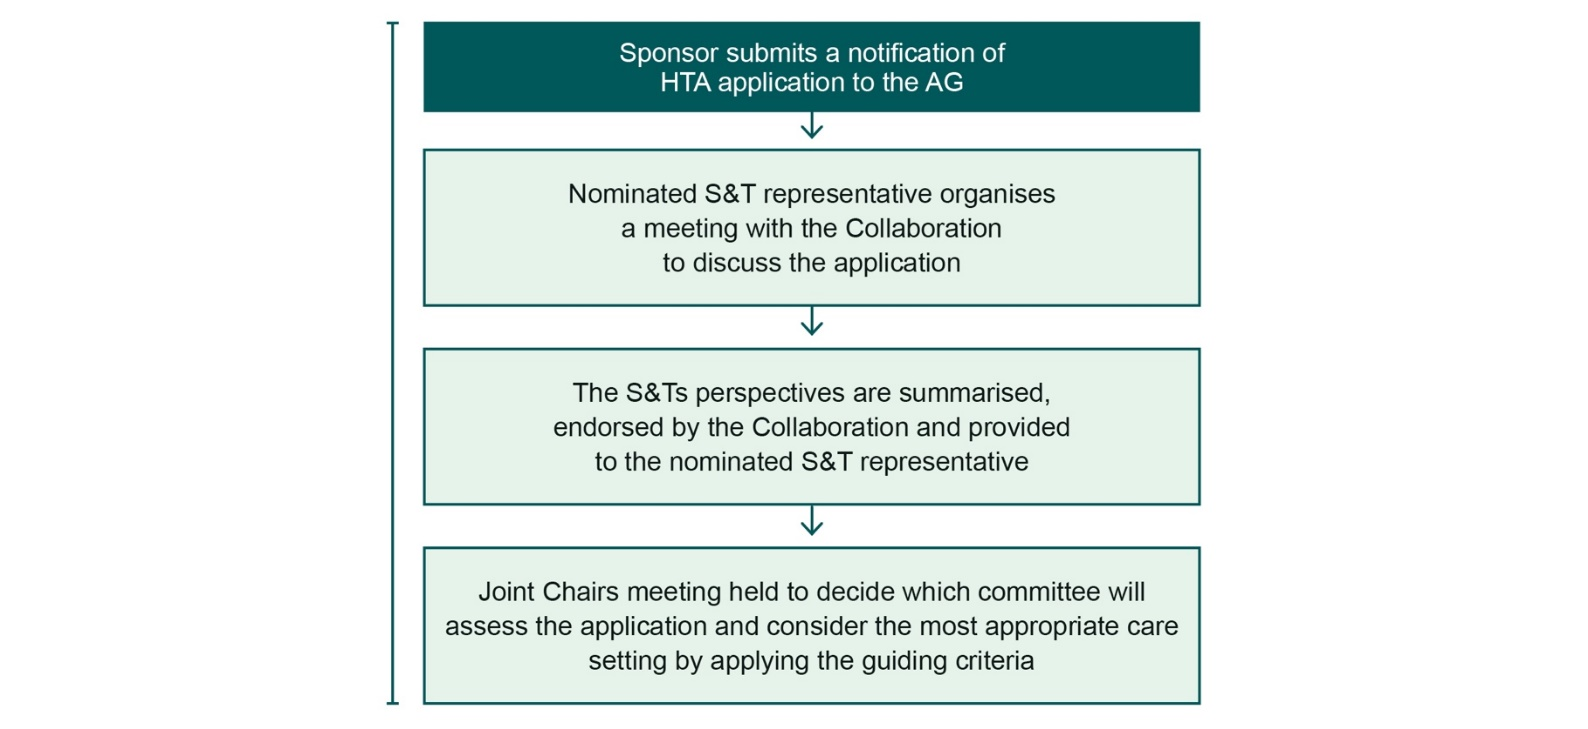 Sponsor submits a notification of
HTA application to the AG
Nominated S&T representative organises
a meeting with the Collaboration
to discuss the application
The S&Ts perspectives are summarised,
endorsed by the Collaboration and provided
to the nominated S&T representative
Joint Chairs meeting held to decide which committee will
assess the application and consider the most appropriate care
setting by applying the guiding criteria